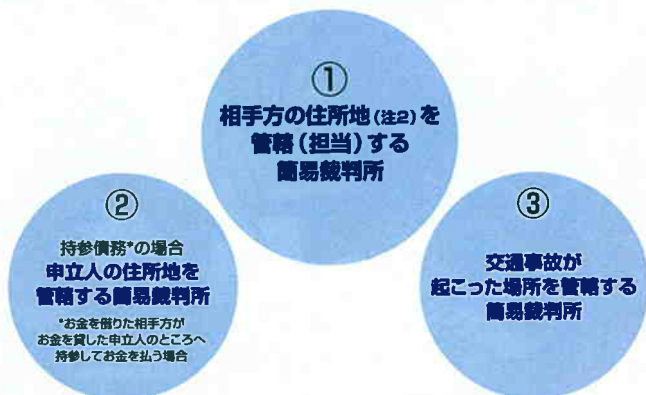 ①
相手方の住所地(注2)を
管轄(担当)する
簡易裁判所
②
持参債務*の場合
申立人の住所地を
管轄する簡易裁判所
*お金を借りた相手方が
お金を貸した申立人のところへ
持参してお金を払う場合
③
交通事故が
起こった場所を管轄する
簡易裁判所